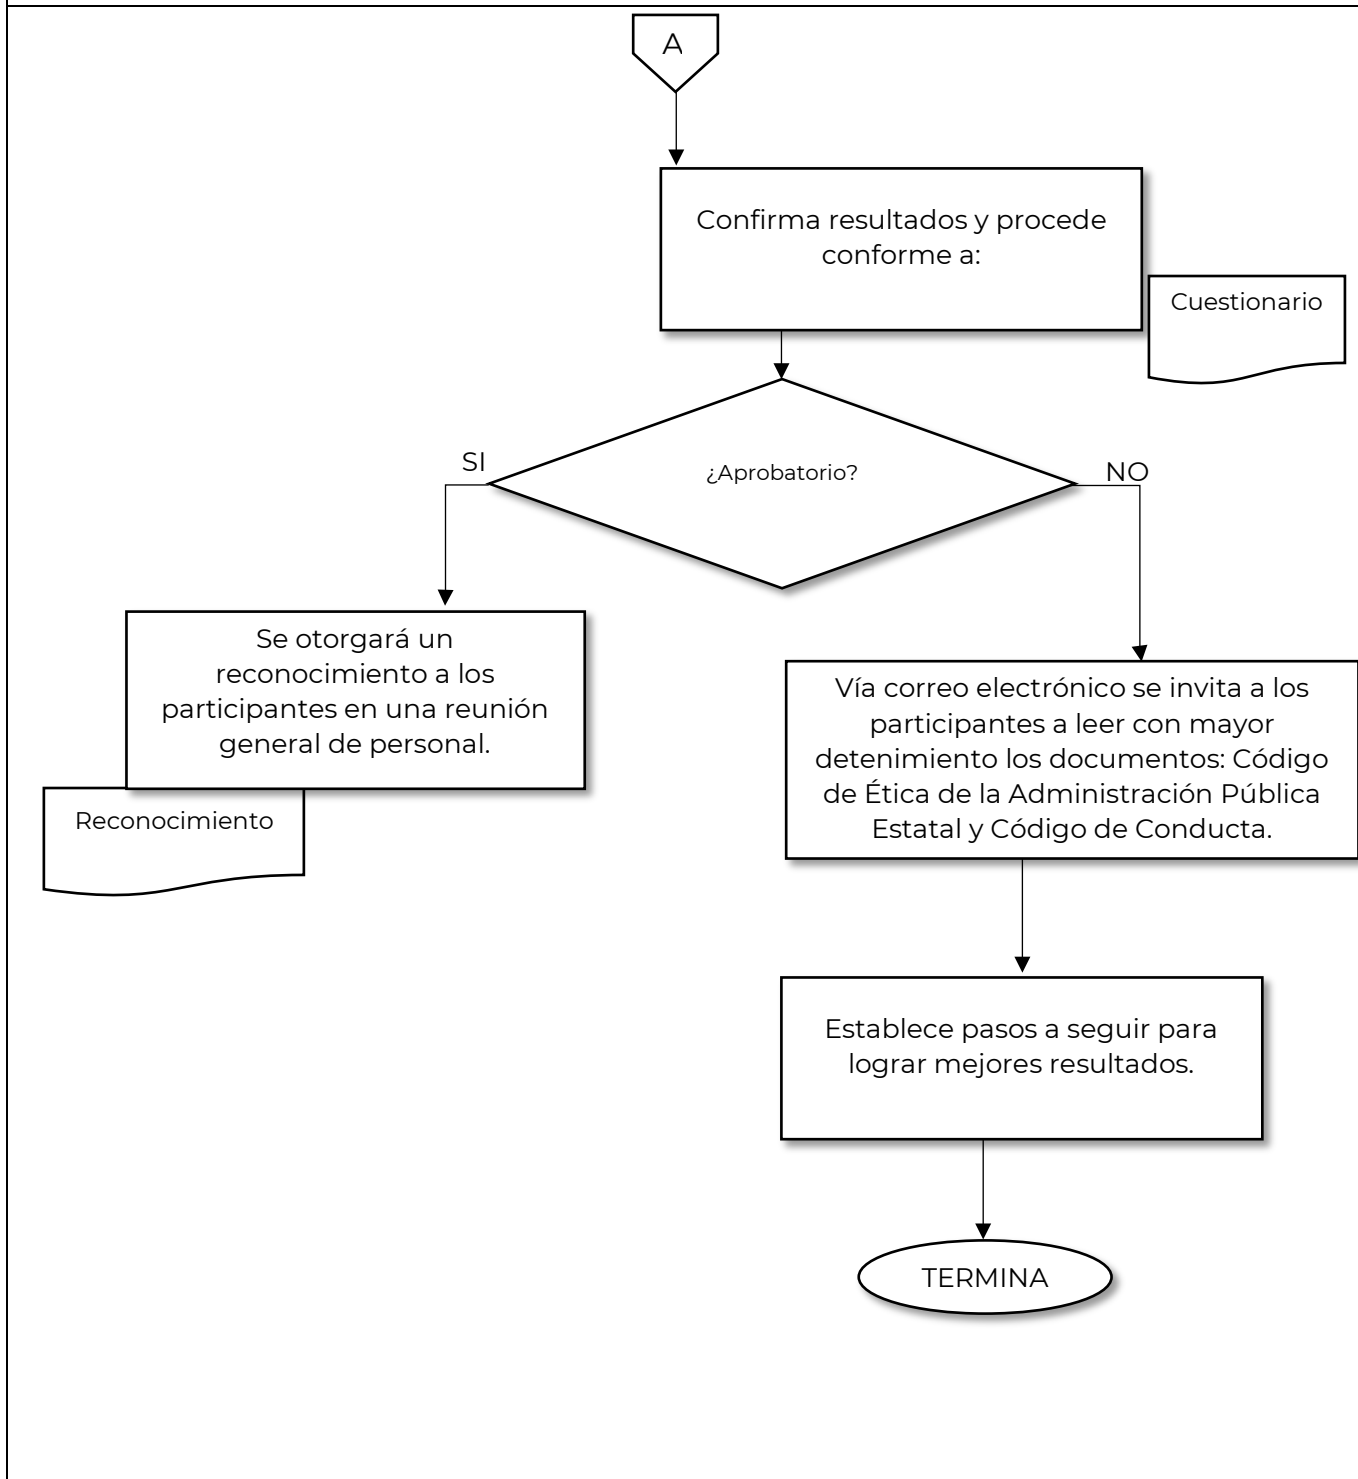 A
Confirma resultados y procede
conforme a:
Cuestionario
SI
¿Aprobatorio?
NO
Se otorgará un
reconocimiento a los
participantes en una reunión
general de personal.
Reconocimiento
Vía correo electrónico se invita a los
participantes a leer con mayor
detenimiento los documentos: Código
de Ética de la Administración Pública
Estatal y Código de Conducta.
Establece pasos a seguir para
lograr mejores resultados.
TERMINA